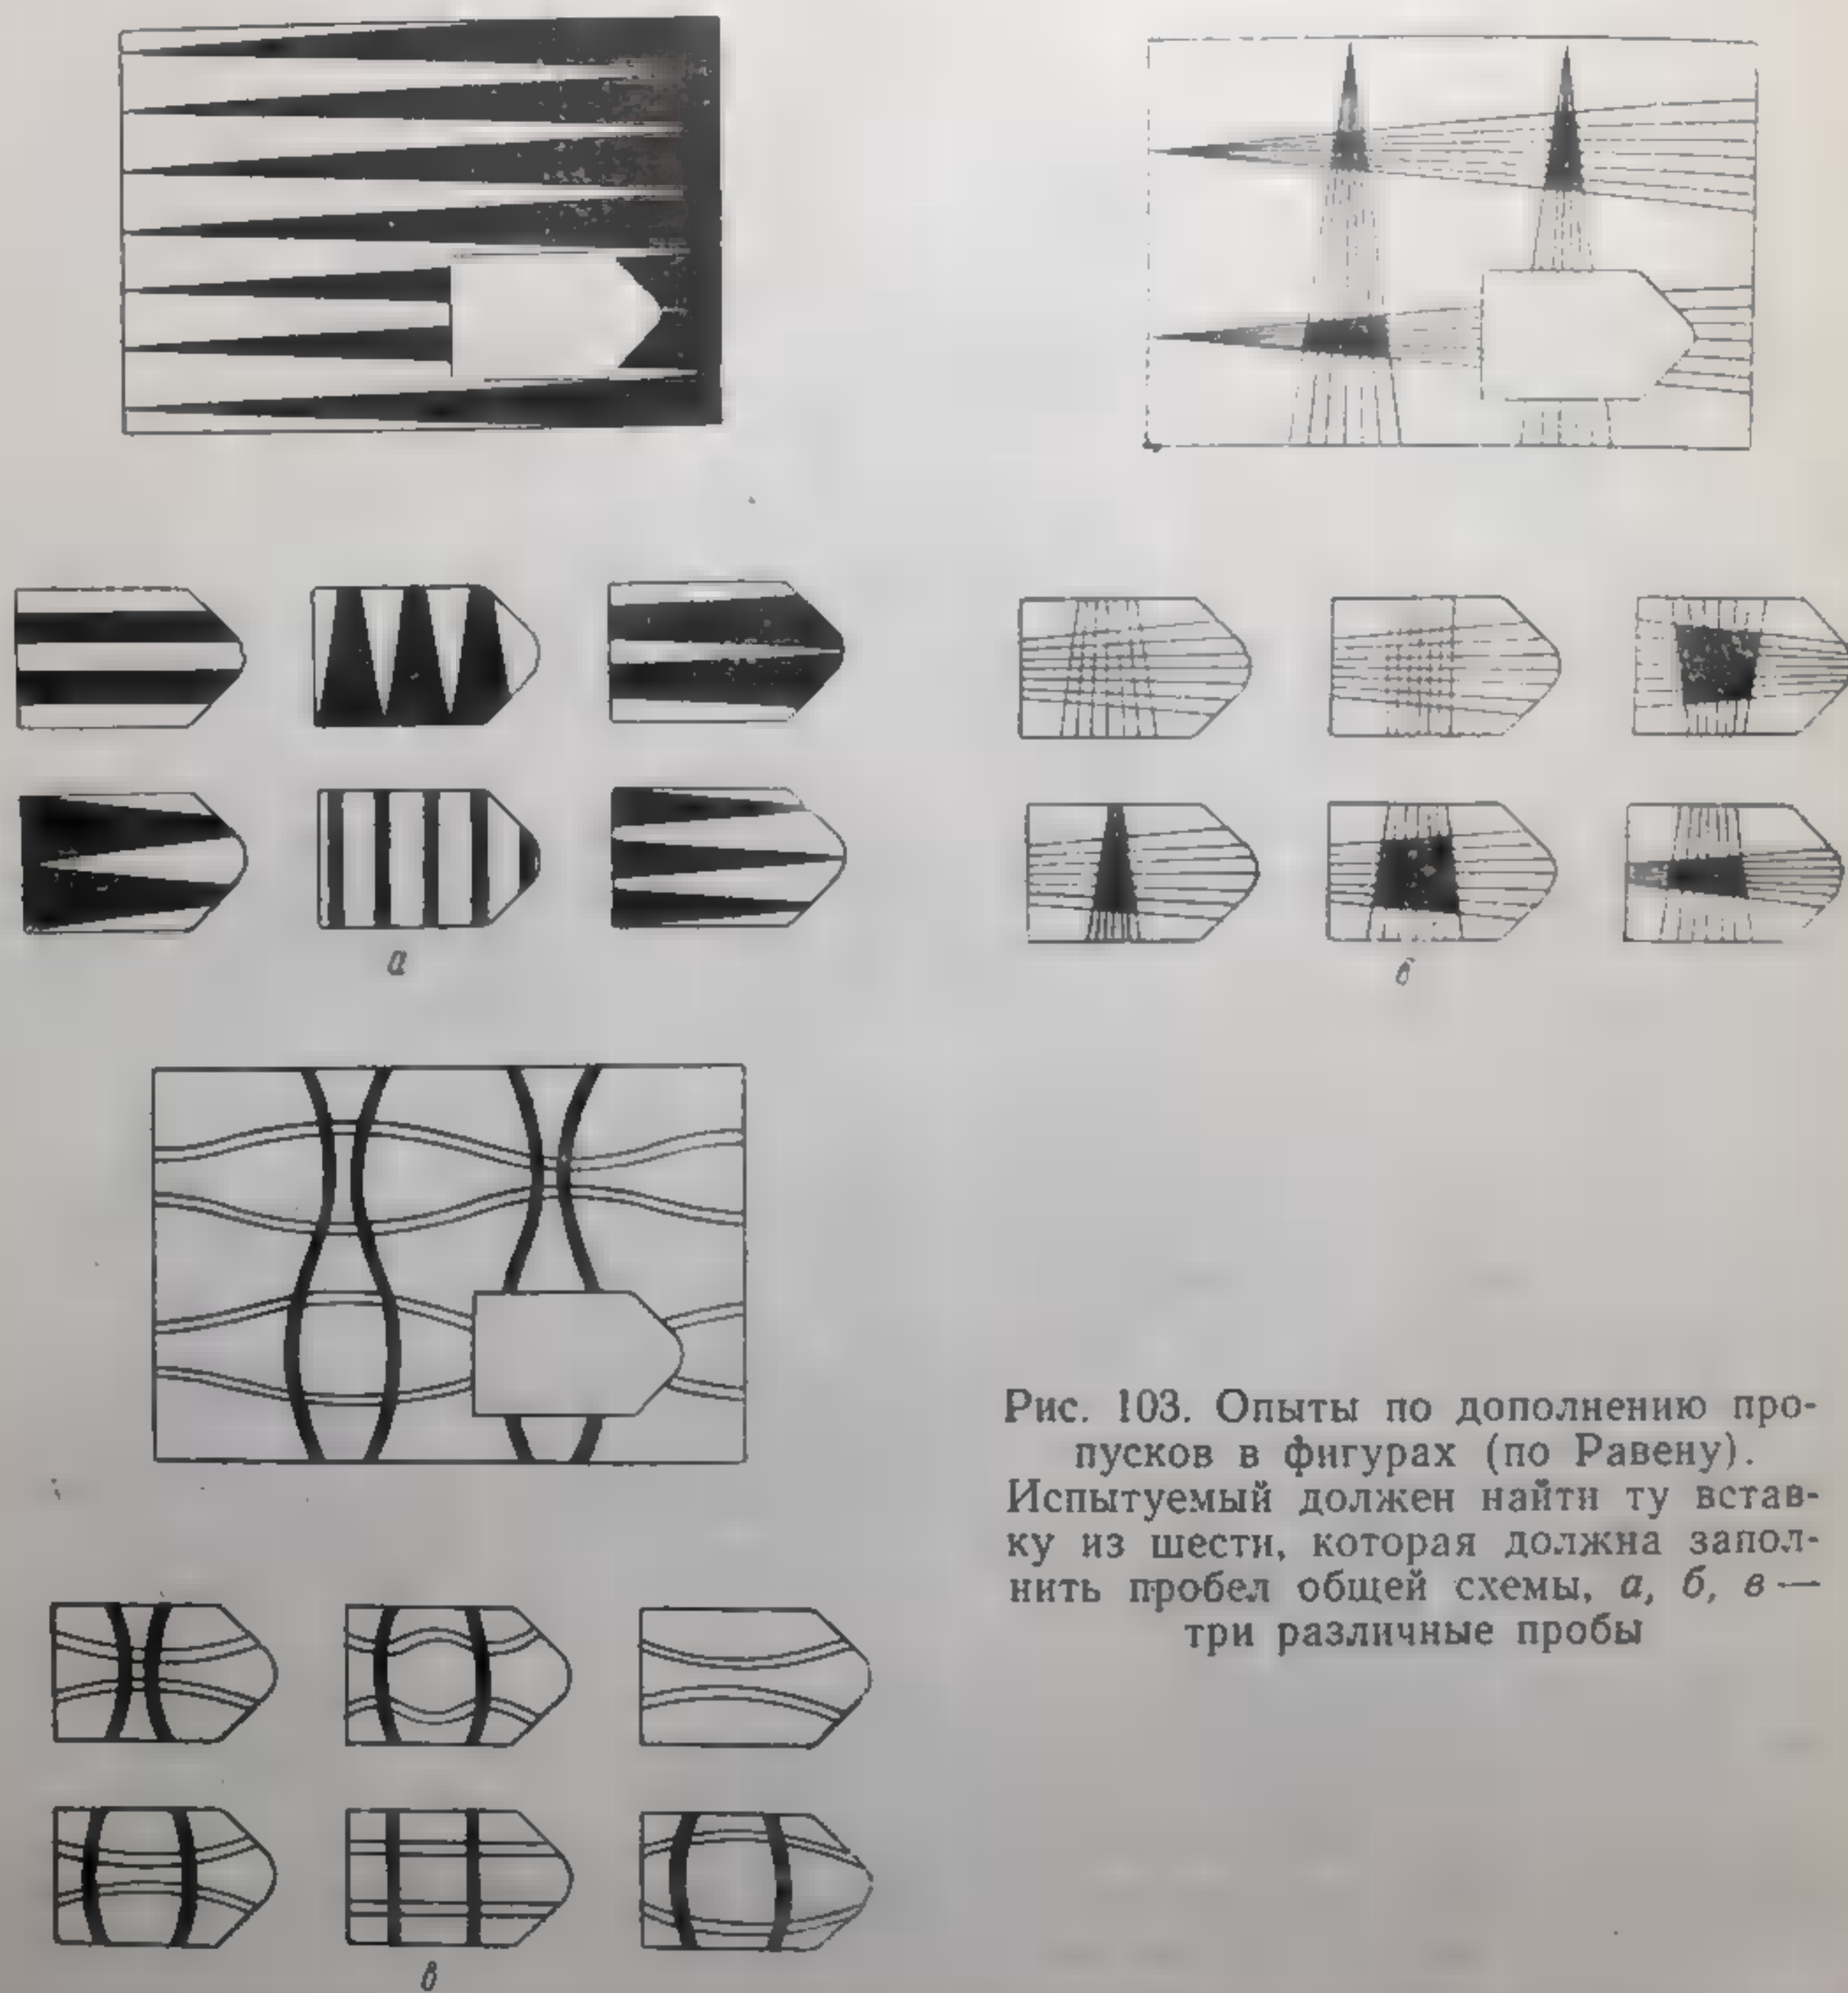 а
б
в
Рис. 103. Опыты по дополнению про-
пусков в фигурах (по Равену).
Испытуемый должен найти ту встав-
ку из шести, которая должна запол-
нить пробел общей схемы, а, б, в —
три различные пробы